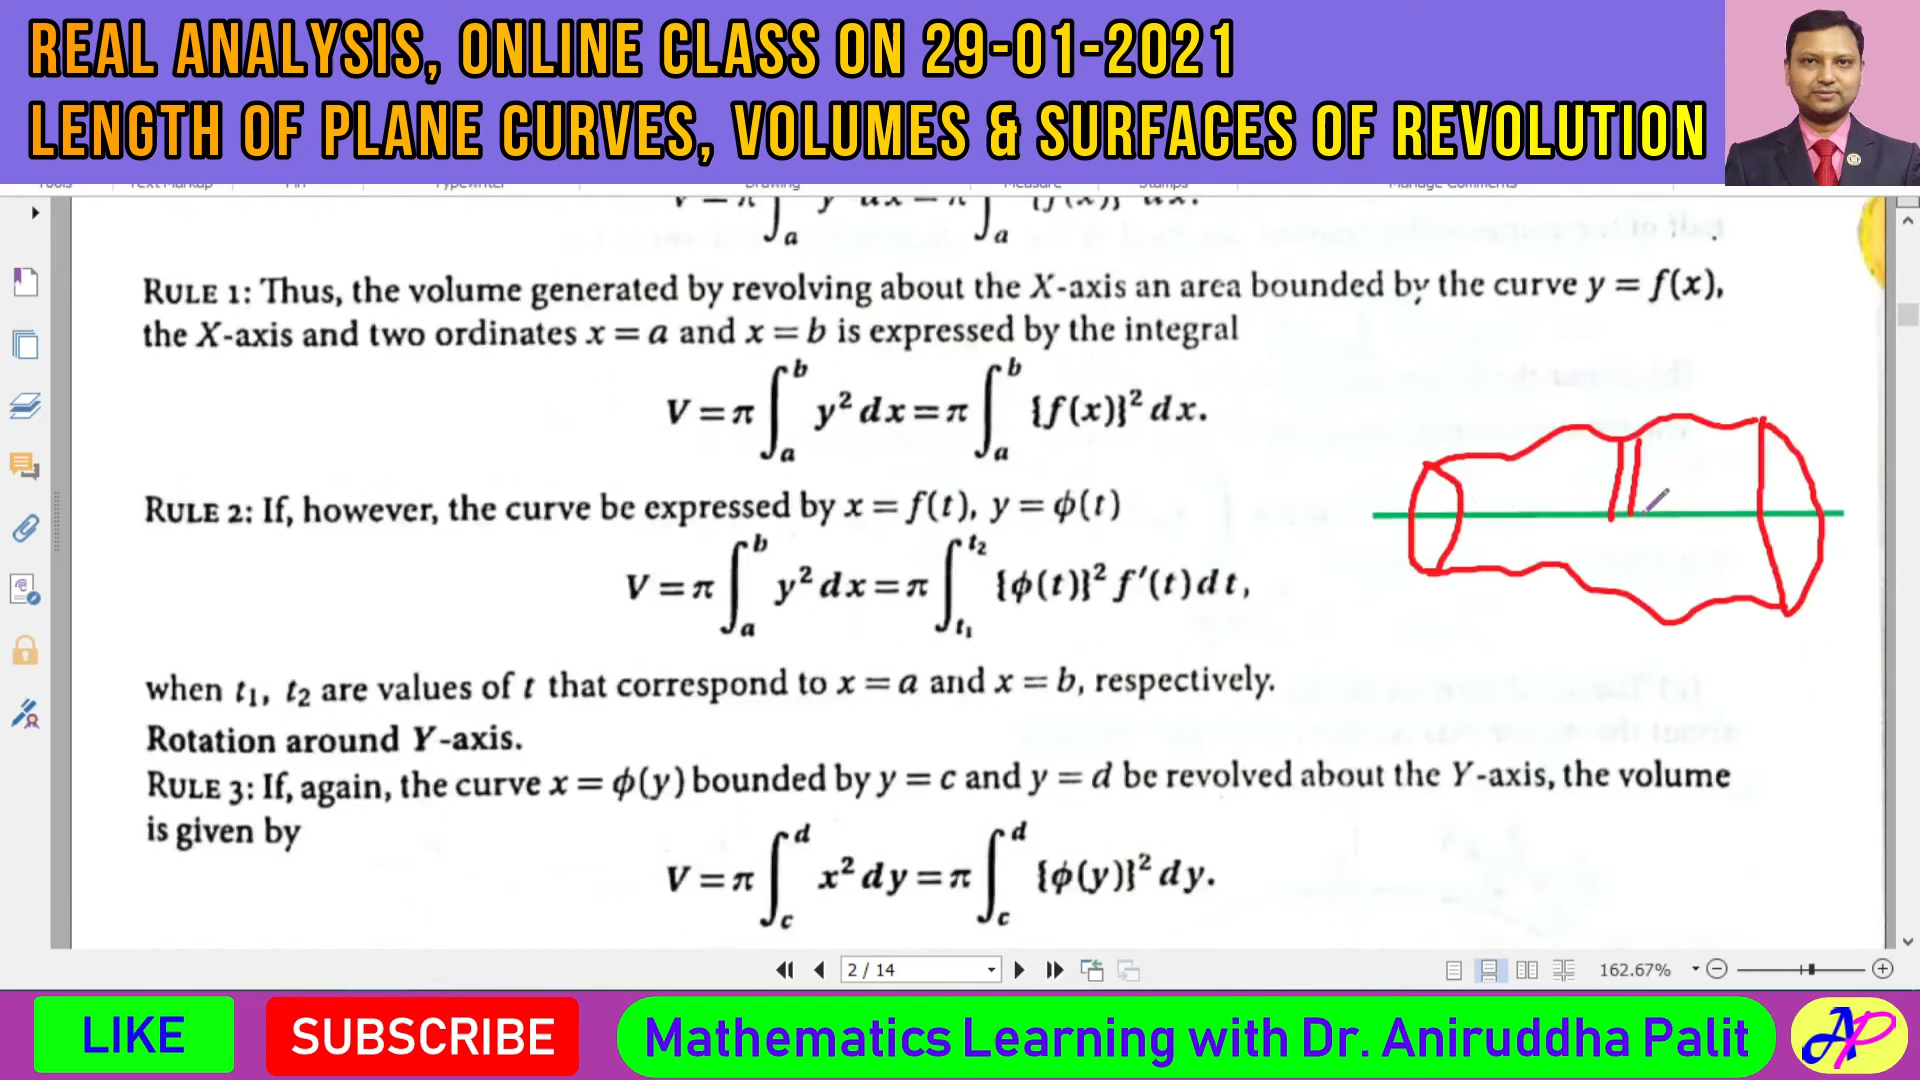 REAL ANALYSIS, ONLINE CLASS ON 29-01-2021
LENGTH OF PLANE CURVES, VOLUMES & SURFACES OF REVOLUTION
RULE 1: Thus, the volume generated by revolving about the X-axis an area bounded by the curve y = f(x),
the X-axis and two ordinates x = a and x = b is expressed by the integral
V = π ∫_a^b y² dx = π ∫_a^b {f(x)}² dx.
RULE 2: If, however, the curve be expressed by x = f(t), y = ϕ(t)
V = π ∫_a^b y² dx = π ∫_{t₁}^{t₂} {ϕ(t)}² f′(t) dt,
when t₁, t₂ are values of t that correspond to x = a and x = b, respectively.
Rotation around Y-axis.
RULE 3: If, again, the curve x = ϕ(y) bounded by y = c and y = d be revolved about the Y-axis, the volume
is given by
V = π ∫_c^d x² dy = π ∫_c^d {ϕ(y)}² dy.
2 / 14
162.67%
LIKE
SUBSCRIBE
Mathematics Learning with Dr. Aniruddha Palit
AP